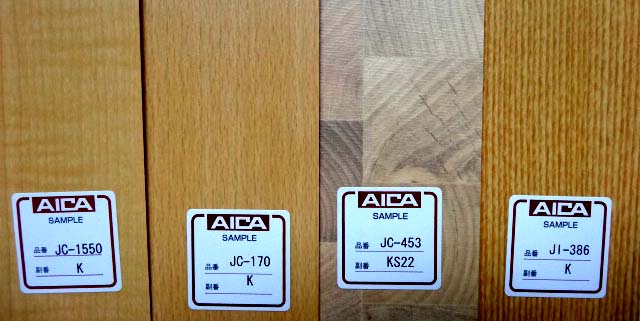 AICA
SAMPLE
品番 JC-1550
副番 K
AICA
SAMPLE
品番 JC-170
副番 K
AICA
SAMPLE
品番 JC-453
副番 KS22
AICA
SAMPLE
品番 JI-386
副番 K